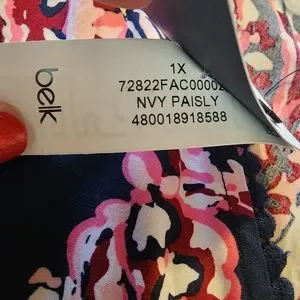 belk
1X
72822FAC00002
NVY PAISLY
480018918588